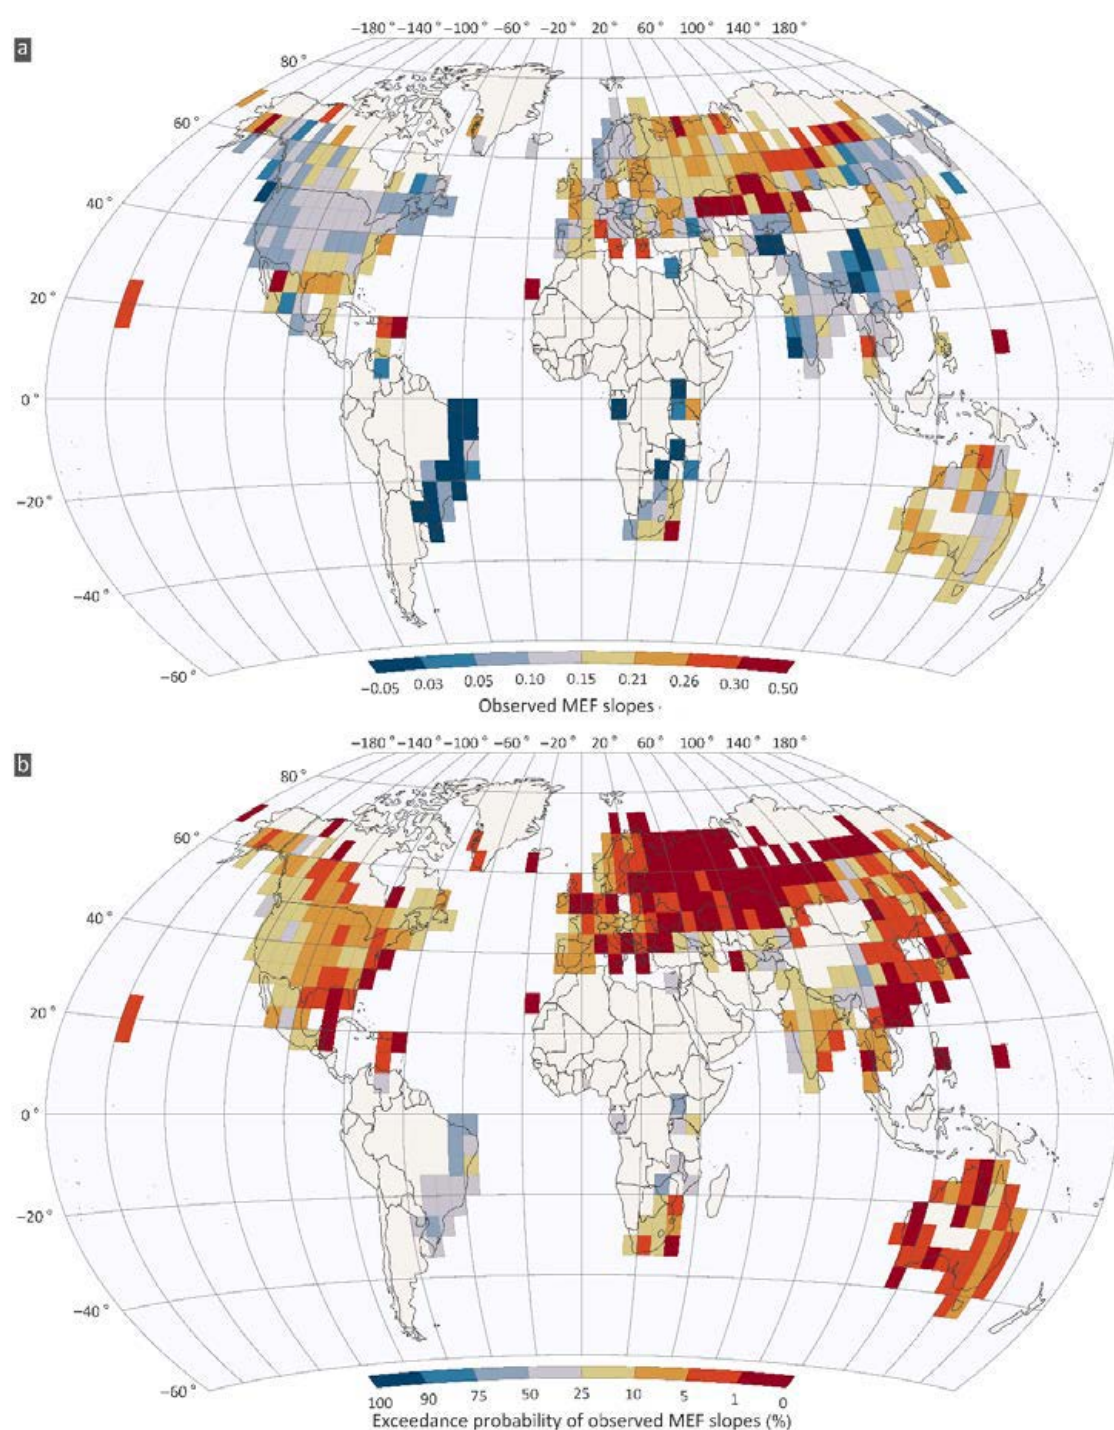 −180° −140° −100° −60° −20° 20° 60° 100° 140° 180°
a
80°
60°
40°
20°
0°
−20°
−40°
−60°
−0.05 0.03 0.05 0.10 0.15 0.21 0.26 0.30 0.50
Observed MEF slopes
−180° −140° −100° −60° −20° 20° 60° 100° 140° 180°
b
80°
60°
40°
20°
0°
−20°
−40°
−60°
100 90 75 50 25 10 5 1 0
Exceedance probability of observed MEF slopes (%)